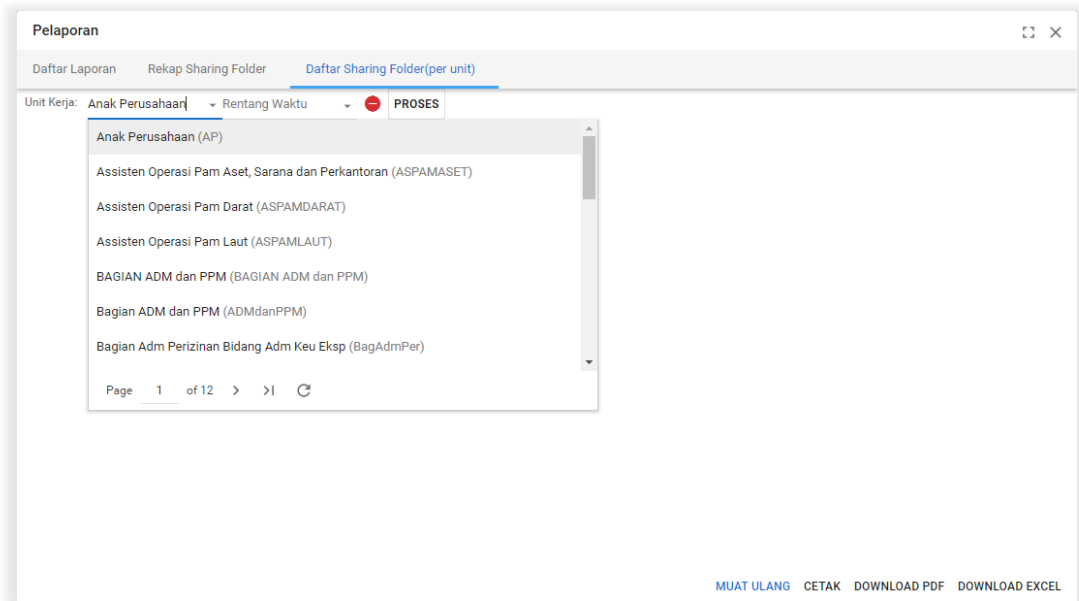 Pelaporan
Daftar Laporan Rekap Sharing Folder Daftar Sharing Folder(per unit)
Unit Kerja: Anak Perusahaan Rentang Waktu PROSES
Anak Perusahaan (AP)
Assisten Operasi Pam Aset, Sarana dan Perkantoran (ASPAMASET)
Assisten Operasi Pam Darat (ASPAMDARAT)
Assisten Operasi Pam Laut (ASPAMLAUT)
BAGIAN ADM dan PPM (BAGIAN ADM dan PPM)
Bagian ADM dan PPM (ADMdanPPM)
Bagian Adm Perizinan Bidang Adm Keu Eksp (BagAdmPer)
Page 1 of 12
MUAT ULANG CETAK DOWNLOAD PDF DOWNLOAD EXCEL